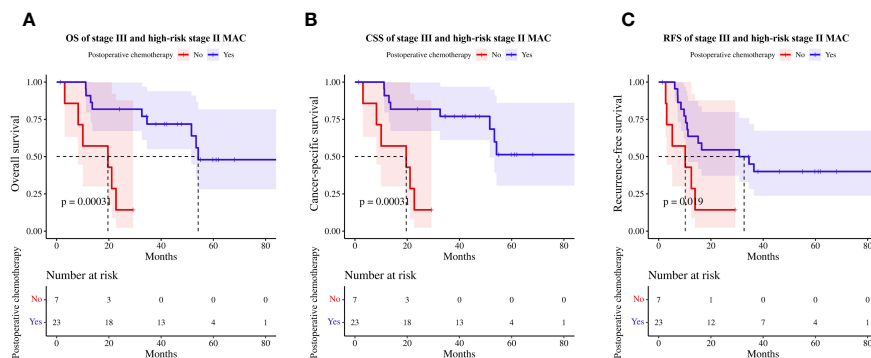 A
OS of stage III and high-risk stage II MAC
Postoperative chemotherapy No Yes
Overall survival
1.00
0.75
0.50
0.25
0.00
p = 0.00031
0 20 40 60 80
Months
Number at risk
Postoperative chemotherapy
No 7 3 0 0 0
Yes 23 18 13 4 1
0 20 40 60 80
Months
B
CSS of stage III and high-risk stage II MAC
Postoperative chemotherapy No Yes
Cancer-specific survival
1.00
0.75
0.50
0.25
0.00
p = 0.00031
0 20 40 60 80
Months
Number at risk
Postoperative chemotherapy
No 7 3 0 0 0
Yes 23 18 13 4 1
0 20 40 60 80
Months
C
RFS of stage III and high-risk stage II MAC
Postoperative chemotherapy No Yes
Recurrence-free survival
1.00
0.75
0.50
0.25
0.00
p = 0.019
0 20 40 60 80
Months
Number at risk
Postoperative chemotherapy
No 7 1 0 0 0
Yes 23 12 7 4 1
0 20 40 60 80
Months